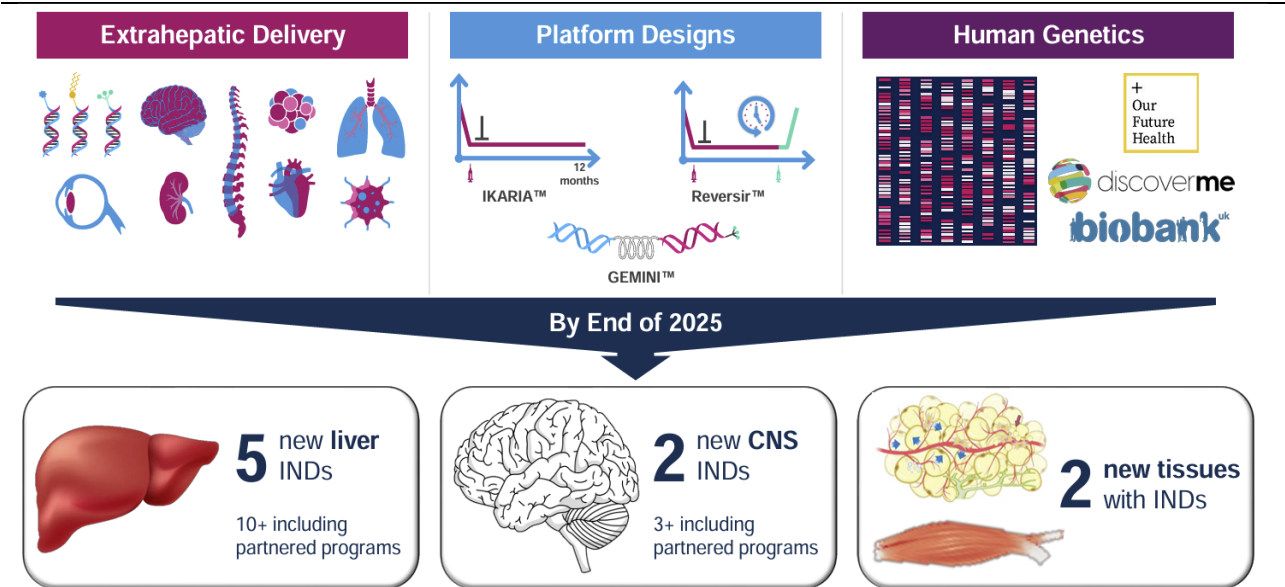 Extrahepatic Delivery
Platform Designs
Human Genetics
12
months
IKARIA™
Reversir™
GEMINI™
+
Our
Future
Health
discoverme
biobank uk
By End of 2025
5 new liver
INDs
10+ including
partnered programs
2 new CNS
INDs
3+ including
partnered programs
2 new tissues
with INDs